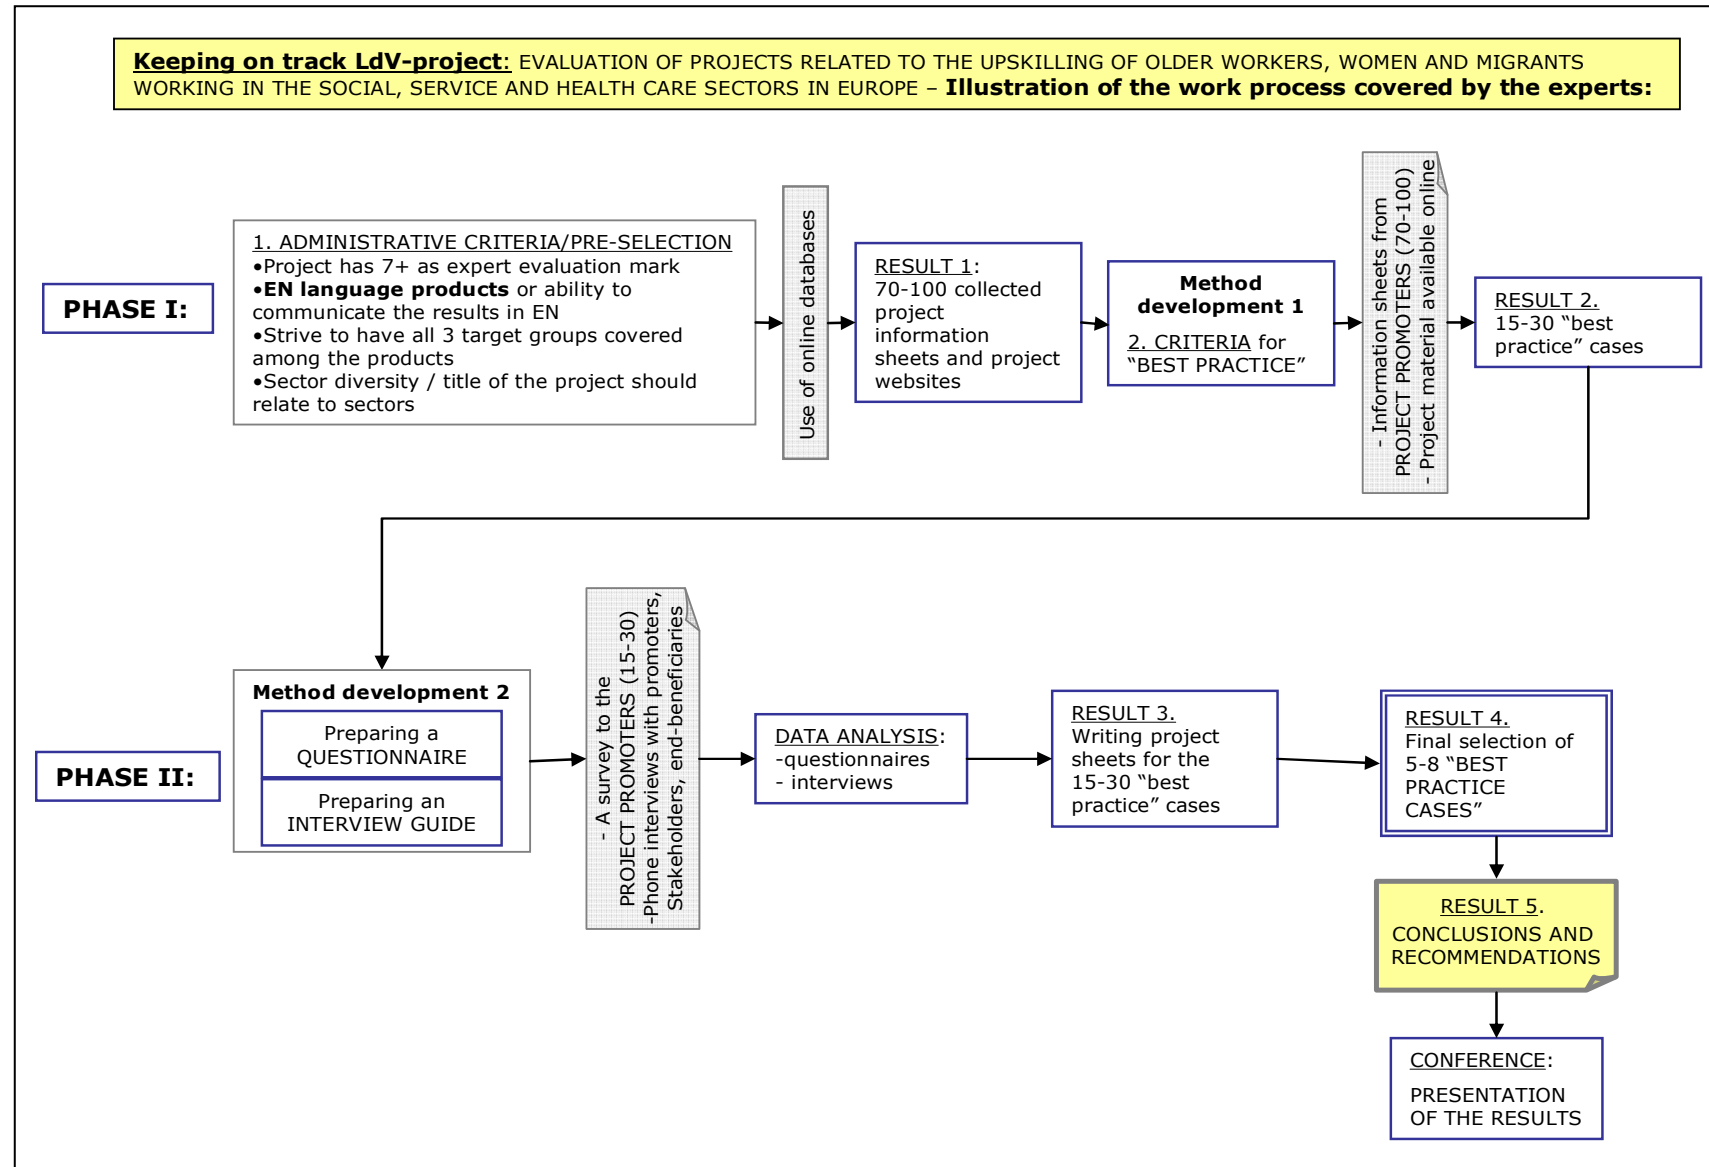 Keeping on track LdV-project: EVALUATION OF PROJECTS RELATED TO THE UPSKILLING OF OLDER WORKERS, WOMEN AND MIGRANTS
WORKING IN THE SOCIAL, SERVICE AND HEALTH CARE SECTORS IN EUROPE – Illustration of the work process covered by the experts:
PHASE I:
1. ADMINISTRATIVE CRITERIA/PRE-SELECTION
•Project has 7+ as expert evaluation mark
•EN language products or ability to
communicate the results in EN
•Strive to have all 3 target groups covered
among the products
•Sector diversity / title of the project should
relate to sectors
Use of online databases
RESULT 1:
70-100 collected
project
information
sheets and project
websites
Method
development 1
2. CRITERIA for
“BEST PRACTICE”
- Information sheets from
PROJECT PROMOTERS (70-100)
- Project material available online
RESULT 2.
15-30 “best
practice” cases
PHASE II:
Method development 2
Preparing a
QUESTIONNAIRE
Preparing an
INTERVIEW GUIDE
- A survey to the
PROJECT PROMOTERS (15-30)
-Phone interviews with promoters,
Stakeholders, end-beneficiaries
DATA ANALYSIS:
-questionnaires
- interviews
RESULT 3.
Writing project
sheets for the
15-30 “best
practice” cases
RESULT 4.
Final selection of
5-8 “BEST
PRACTICE
CASES”
RESULT 5.
CONCLUSIONS AND
RECOMMENDATIONS
CONFERENCE:
PRESENTATION
OF THE RESULTS